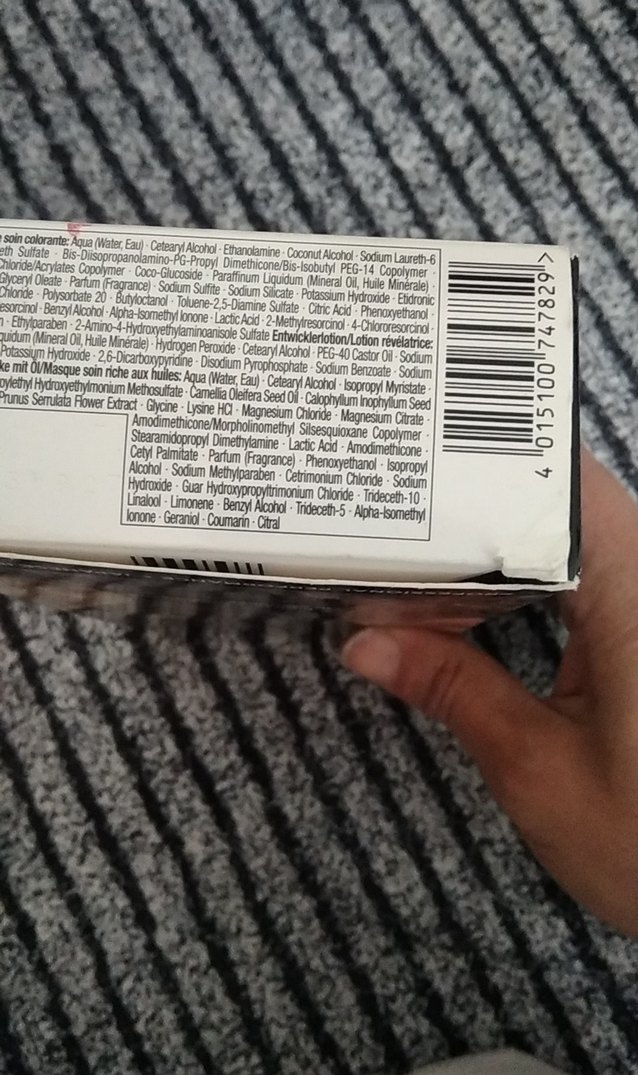 soin colorante: Aqua (Water, Eau) · Cetearyl Alcohol · Ethanolamine · Coconut Alcohol · Sodium Laureth-6
eth Sulfate · Bis-Diisopropanolamino-PG-Propyl Dimethicone/Bis-Isobutyl PEG-14 Copolymer ·
Chloride/Acrylates Copolymer · Coco-Glucoside · Paraffinum Liquidum (Mineral Oil, Huile Minérale) ·
Glyceryl Oleate · Parfum (Fragrance) · Sodium Sulfite · Sodium Silicate · Potassium Hydroxide · Etidronic
Chloride · Polysorbate 20 · Butyloctanol · Toluene-2,5-Diamine Sulfate · Citric Acid · Phenoxyethanol ·
esorcinol · Benzyl Alcohol · Alpha-Isomethyl Ionone · Lactic Acid · 2-Methylresorcinol · 4-Chlororesorcinol ·
· Ethylparaben · 2-Amino-4-Hydroxyethylaminoanisole Sulfate Entwicklerlotion/Lotion révélatrice:
quidum (Mineral Oil, Huile Minérale) · Hydrogen Peroxide · Cetearyl Alcohol · PEG-40 Castor Oil · Sodium
Potassium Hydroxide · 2,6-Dicarboxypyridine · Disodium Pyrophosphate · Sodium Benzoate · Sodium
ke mit Öl/Masque soin riche aux huiles: Aqua (Water, Eau) · Cetearyl Alcohol · Isopropyl Myristate ·
oylethyl Hydroxyethylmonium Methosulfate · Camellia Oleifera Seed Oil · Calophyllum Inophyllum Seed
Prunus Serrulata Flower Extract · Glycine · Lysine HCl · Magnesium Chloride · Magnesium Citrate ·
Amodimethicone/Morpholinomethyl Silsesquioxane Copolymer ·
Stearamidopropyl Dimethylamine · Lactic Acid · Amodimethicone ·
Cetyl Palmitate · Parfum (Fragrance) · Phenoxyethanol · Isopropyl
Alcohol · Sodium Methylparaben · Cetrimonium Chloride · Sodium
Hydroxide · Guar Hydroxypropyltrimonium Chloride · Trideceth-10 ·
Linalool · Limonene · Benzyl Alcohol · Trideceth-5 · Alpha-Isomethyl
Ionone · Geraniol · Coumarin · Citral
4 015100 747829 >